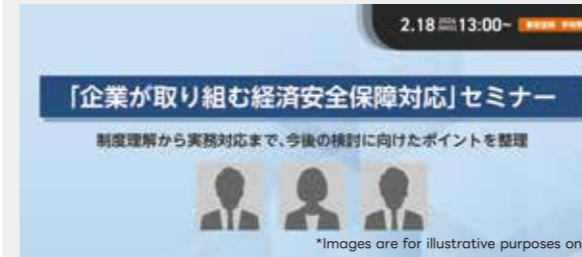 2.18 13:00~
「企業が取り組む経済安全保障対応」セミナー
制度理解から実務対応まで、今後の検討に向けたポイントを整理
*Images are for illustrative purposes on